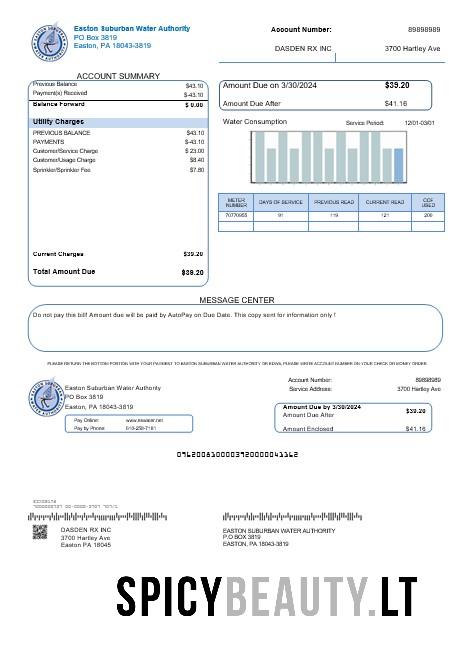 Easton Suburban Water Authority
PO Box 3819
Easton, PA 18043-3819
Account Number: 89898989
DASDEN RX INC 3700 Hartley Ave
ACCOUNT SUMMARY
Previous Balance $43.10
Payment(s) Received $-43.10
Balance Forward $ 0.00
Utility Charges
PREVIOUS BALANCE $43.10
PAYMENTS $-43.10
Customer/Service Charge $ 23.00
Customer/Usage Charge $8.40
Sprinkler/Sprinkler Fee $7.80
Current Charges $39.20
Total Amount Due $39.20
Amount Due on 3/30/2024 $39.20
Amount Due After $41.16
Water Consumption Service Period: 12/01-03/01
METER NUMBER DAYS OF SERVICE PREVIOUS READ CURRENT READ CCF USED
70770955 91 119 121 200
MESSAGE CENTER
Do not pay this bill! Amount due will be paid by AutoPay on Due Date. This copy sent for information only !
PLEASE RETURN THE BOTTOM PORTION WITH YOUR PAYMENT TO EASTON SUBURBAN WATER AUTHORITY OR ESWA, PLEASE WRITE ACCOUNT NUMBER ON YOUR CHECK OR MONEY ORDER.
Easton Suburban Water Authority
PO Box 3819
Easton, PA 18043-3819
Pay Online: www.eswater.net
Pay by Phone: 610-258-7181
Account Number: 89898989
Service Address: 3700 Hartley Ave
Amount Due by 3/30/2024 $39.20
Amount Due After
Amount Enclosed $41.16
DASDEN RX INC
3700 Hartley Ave
Easton PA 18045
EASTON SUBURBAN WATER AUTHORITY
P.O BOX 3819
EASTON, PA 18043-3819
SPICYBEAUTY.LT